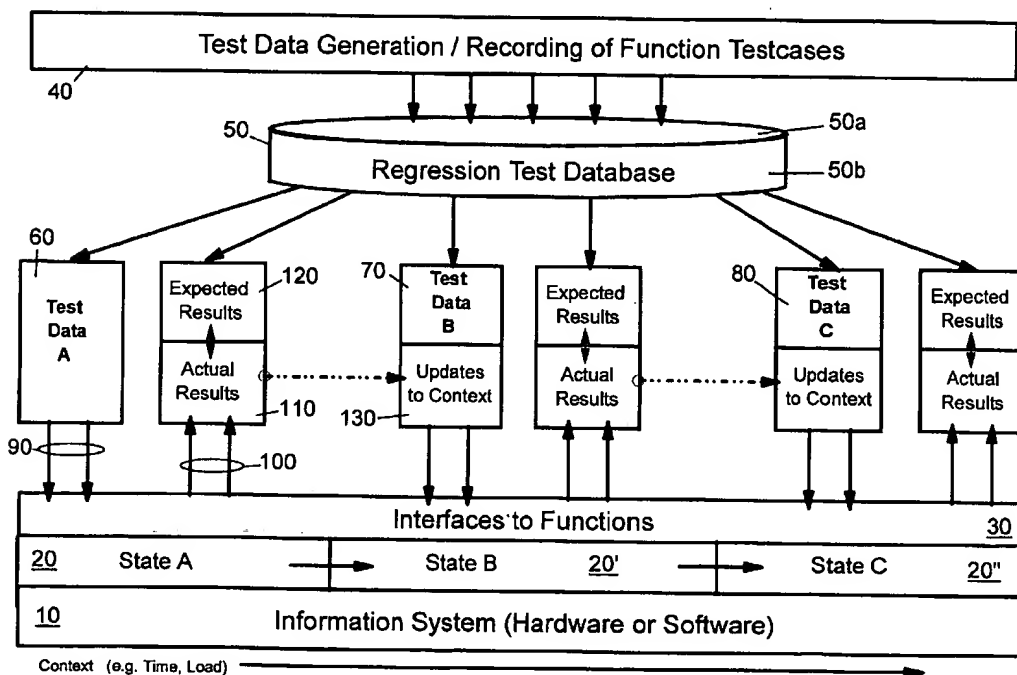 Test Data Generation / Recording of Function Testcases
40
50
50a
Regression Test Database
50b
60
Test
Data
A
Expected
Results
120
Actual
Results
110
70
Test
Data
B
Updates
to Context
130
Expected
Results
Actual
Results
80
Test
Data
C
Updates
to Context
Expected
Results
Actual
Results
90
100
Interfaces to Functions
30
20
State A
State B
20'
State C
20"
10
Information System (Hardware or Software)
Context (e.g. Time, Load)